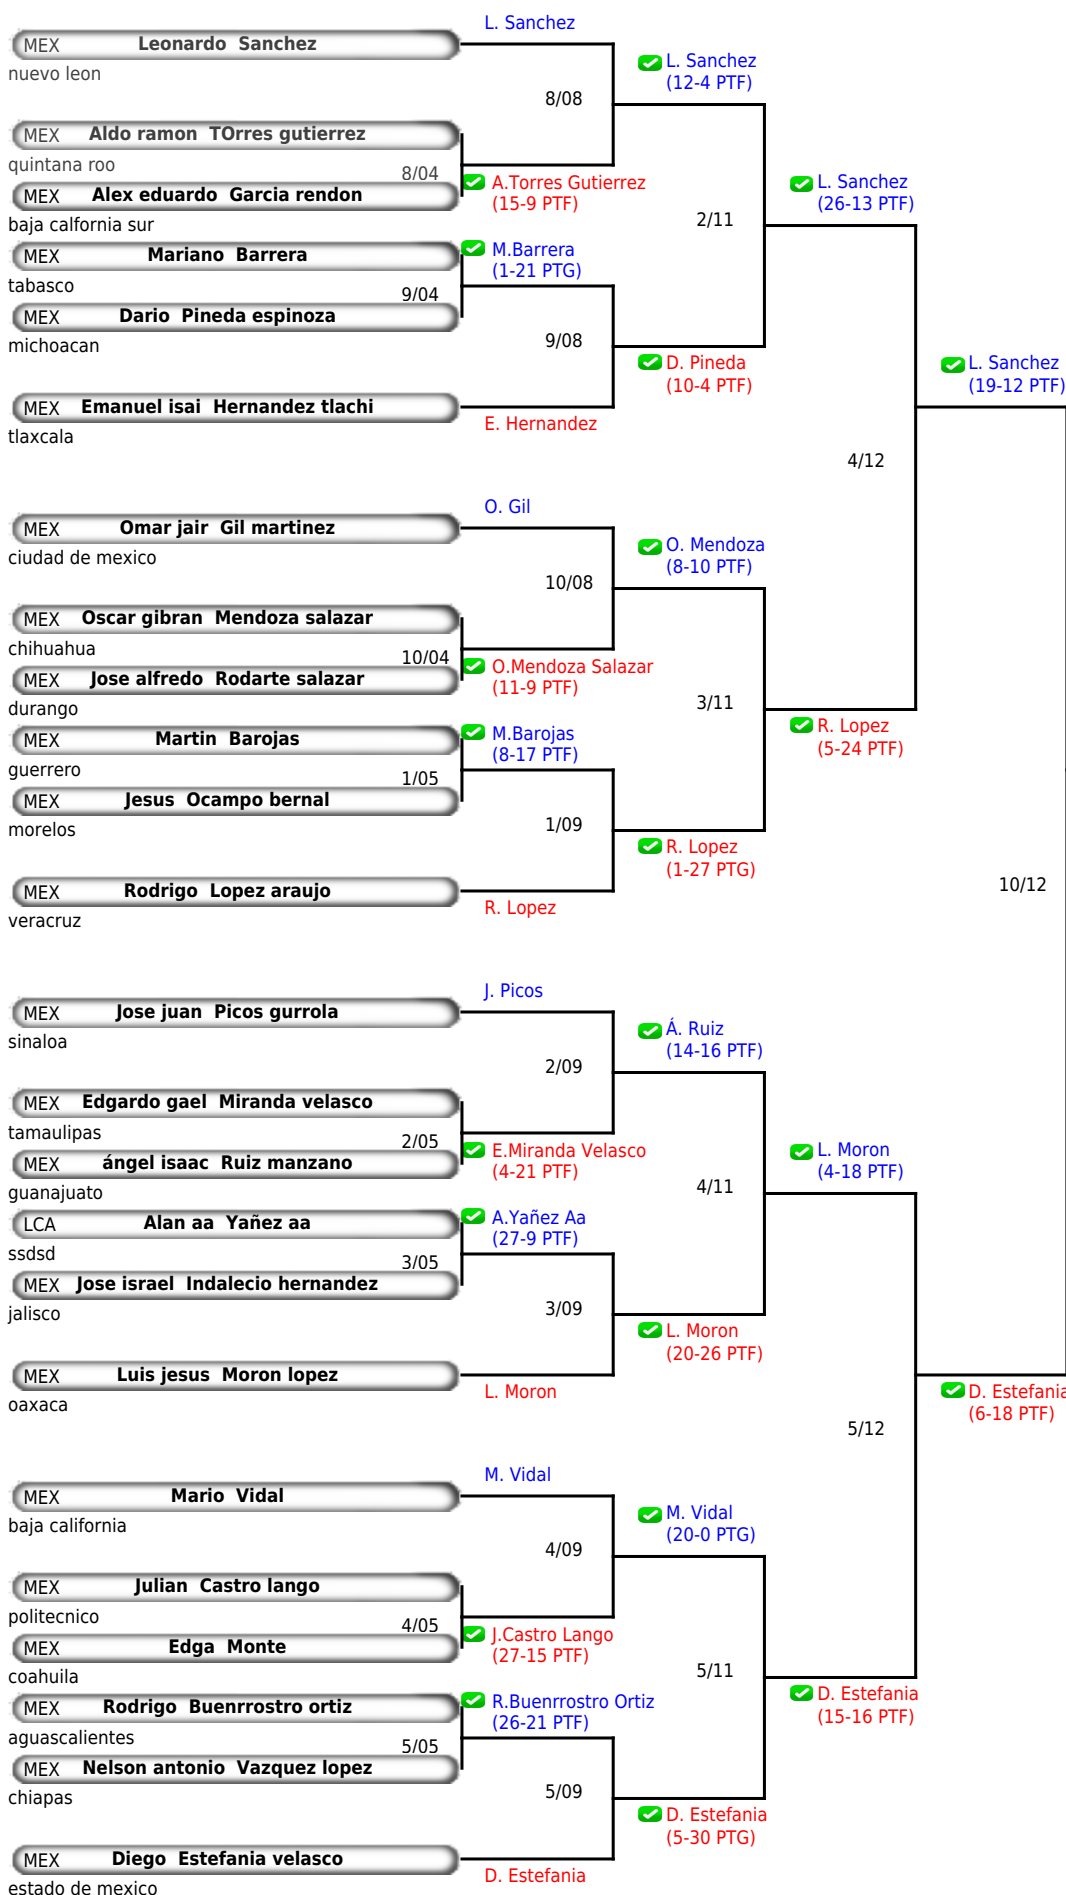 L. Sanchez
MEX Leonardo Sanchez
nuevo leon
L. Sanchez
(12-4 PTF)
8/08
MEX Aldo ramon TOrres gutierrez
quintana roo
8/04
A.Torres Gutierrez
(15-9 PTF)
MEX Alex eduardo Garcia rendon
baja calfornia sur
L. Sanchez
(26-13 PTF)
2/11
MEX Mariano Barrera
tabasco
M.Barrera
(1-21 PTG)
9/04
MEX Dario Pineda espinoza
michoacan
9/08
D. Pineda
(10-4 PTF)
L. Sanchez
(19-12 PTF)
MEX Emanuel isai Hernandez tlachi
tlaxcala
E. Hernandez
4/12
O. Gil
MEX Omar jair Gil martinez
ciudad de mexico
O. Mendoza
(8-10 PTF)
10/08
MEX Oscar gibran Mendoza salazar
chihuahua
10/04
O.Mendoza Salazar
(11-9 PTF)
MEX Jose alfredo Rodarte salazar
durango
3/11
R. Lopez
(5-24 PTF)
MEX Martin Barojas
guerrero
M.Barojas
(8-17 PTF)
1/05
MEX Jesus Ocampo bernal
morelos
1/09
R. Lopez
(1-27 PTG)
MEX Rodrigo Lopez araujo
veracruz
R. Lopez
10/12
J. Picos
MEX Jose juan Picos gurrola
sinaloa
Á. Ruiz
(14-16 PTF)
2/09
MEX Edgardo gael Miranda velasco
tamaulipas
2/05
E.Miranda Velasco
(4-21 PTF)
MEX ángel isaac Ruiz manzano
guanajuato
L. Moron
(4-18 PTF)
4/11
LCA Alan aa Yañez aa
ssdsd
A.Yañez Aa
(27-9 PTF)
3/05
MEX Jose israel Indalecio hernandez
jalisco
3/09
L. Moron
(20-26 PTF)
MEX Luis jesus Moron lopez
oaxaca
L. Moron
D. Estefania
(6-18 PTF)
5/12
M. Vidal
MEX Mario Vidal
baja california
M. Vidal
(20-0 PTG)
4/09
MEX Julian Castro lango
politecnico
4/05
J.Castro Lango
(27-15 PTF)
MEX Edga Monte
coahuila
5/11
D. Estefania
(15-16 PTF)
MEX Rodrigo Buenrrostro ortiz
aguascalientes
R.Buenrrostro Ortiz
(26-21 PTF)
5/05
MEX Nelson antonio Vazquez lopez
chiapas
5/09
D. Estefania
(5-30 PTG)
MEX Diego Estefania velasco
estado de mexico
D. Estefania